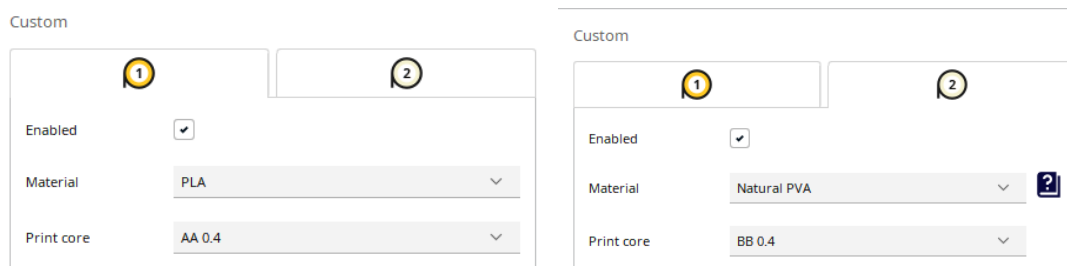 Custom
1 2
Enabled
Material PLA
Print core AA 0.4
Custom
1 2
Enabled
Material Natural PVA ?
Print core BB 0.4